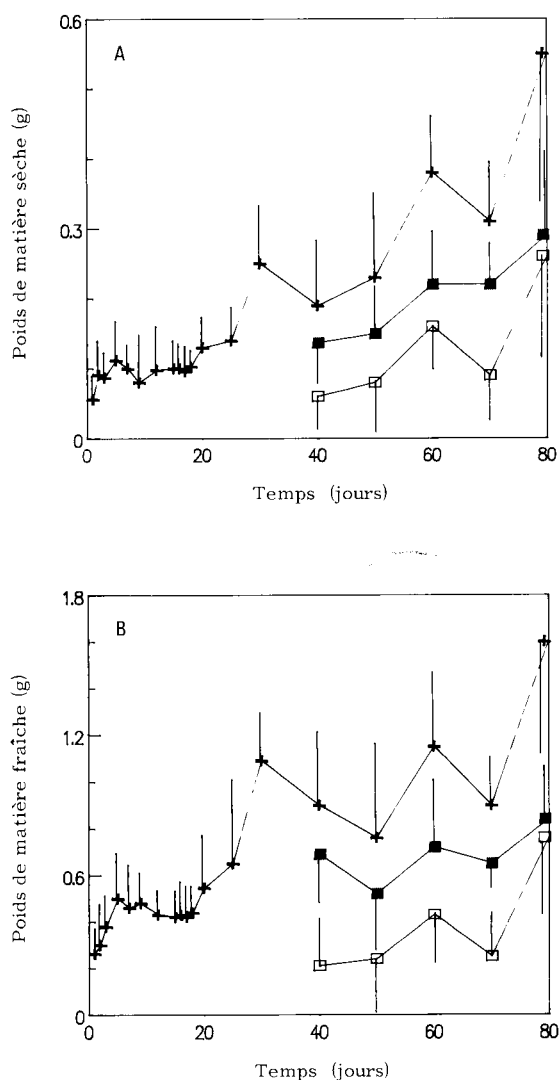 0.6
A
0.3
0
Poids de matière sèche (g)
0 20 40 60 80
Temps (jours)
1.8
B
1.2
0.6
0
Poids de matière fraîche (g)
0 20 40 60 80
Temps (jours)